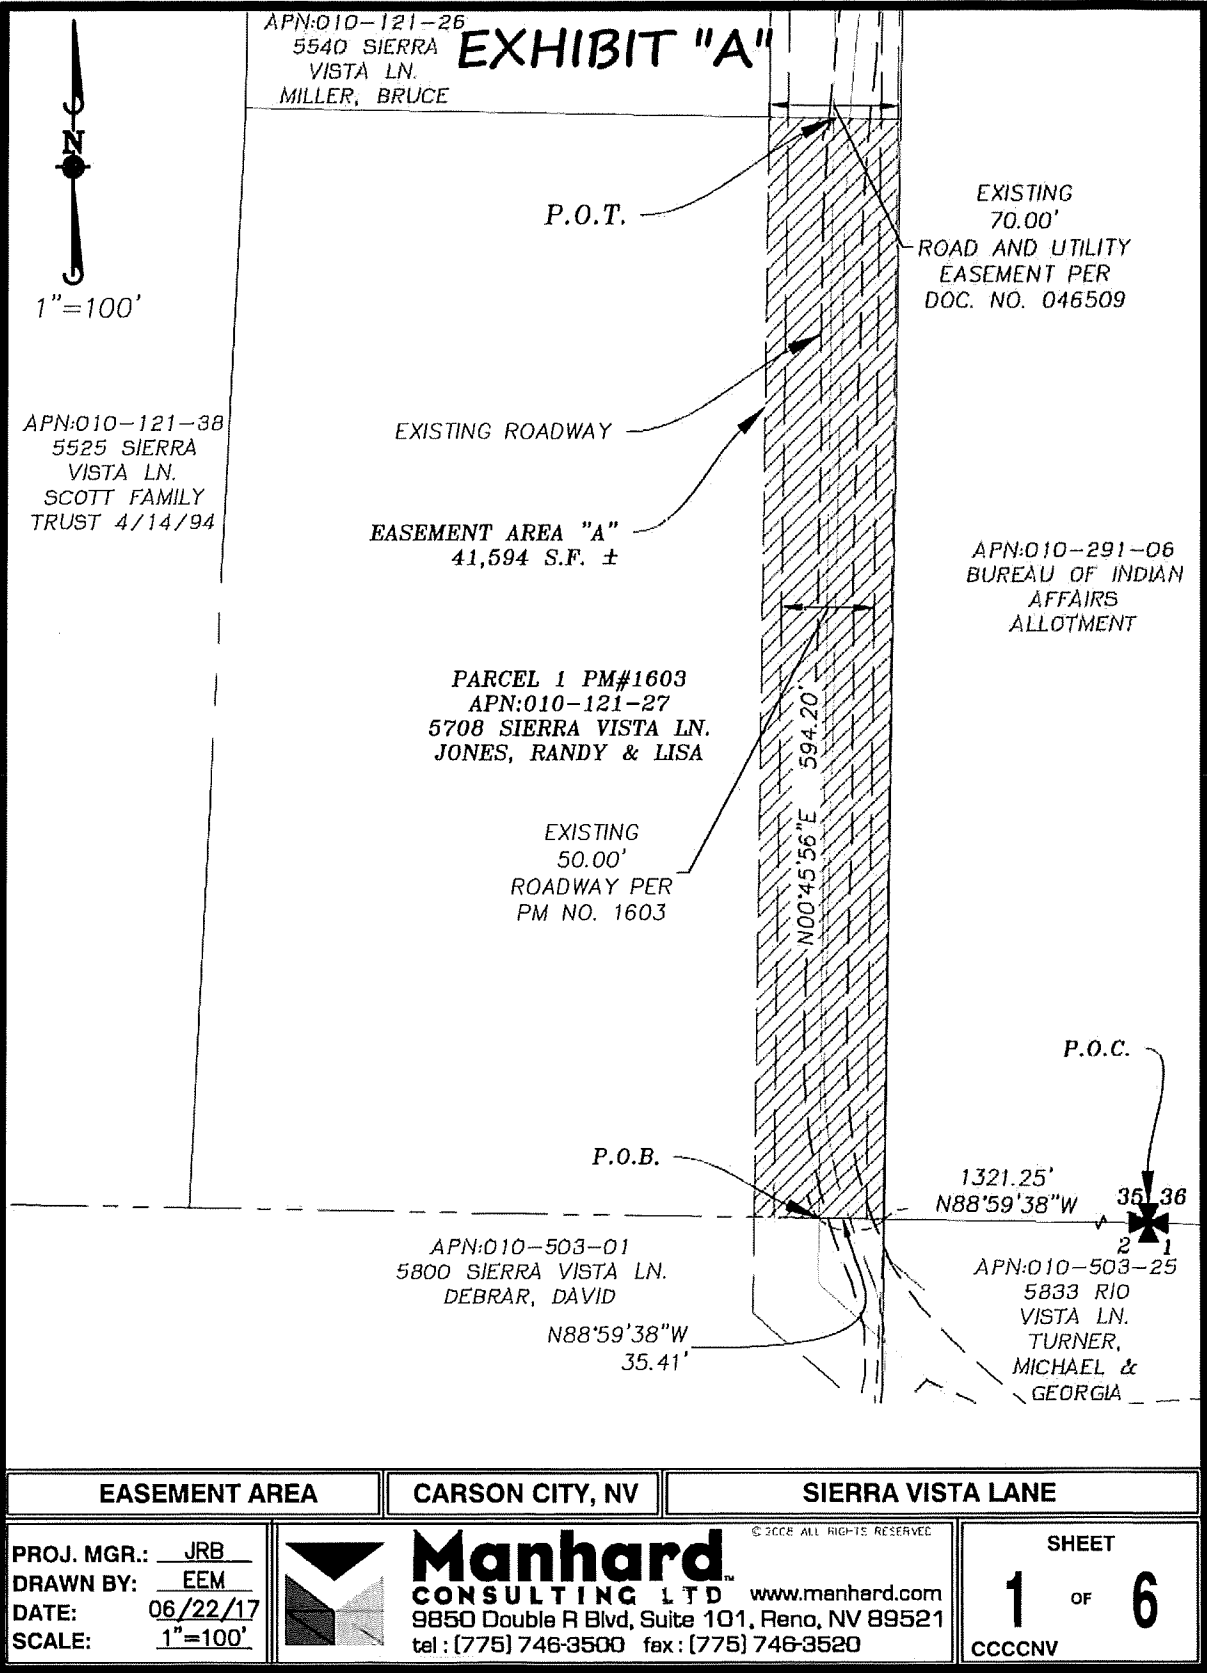 APN:010-121-26
5540 SIERRA
VISTA LN.
MILLER, BRUCE
EXHIBIT "A"
N
1"=100'
P.O.T.
EXISTING
70.00'
ROAD AND UTILITY
EASEMENT PER
DOC. NO. 046509
APN:010-121-38
5525 SIERRA
VISTA LN.
SCOTT FAMILY
TRUST 4/14/94
EXISTING ROADWAY
EASEMENT AREA "A"
41,594 S.F. ±
APN:010-291-06
BUREAU OF INDIAN
AFFAIRS
ALLOTMENT
PARCEL 1 PM#1603
APN:010-121-27
5708 SIERRA VISTA LN.
JONES, RANDY & LISA
N00°45'56"E 594.20'
EXISTING
50.00'
ROADWAY PER
PM NO. 1603
P.O.C.
P.O.B.
1321.25'
N88°59'38"W
35 36
2 1
APN:010-503-01
5800 SIERRA VISTA LN.
DEBRAR, DAVID
N88°59'38"W
35.41'
APN:010-503-25
5833 RIO
VISTA LN.
TURNER,
MICHAEL &
GEORGIA
EASEMENT AREA
CARSON CITY, NV
SIERRA VISTA LANE
PROJ. MGR.: JRB
DRAWN BY: EEM
DATE: 06/22/17
SCALE: 1"=100'
© 2008 ALL RIGHTS RESERVED
Manhard™
CONSULTING LTD www.manhard.com
9850 Double R Blvd, Suite 101, Reno, NV 89521
tel : (775) 746-3500 fax : (775) 746-3520
SHEET
1 OF 6
CCCCNV